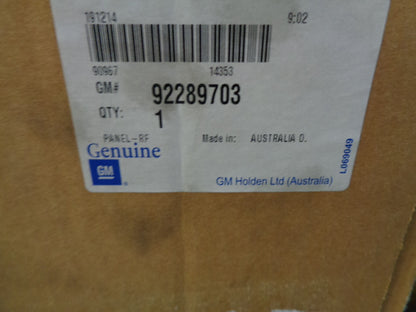 191214 9:02
90967 14353
GM# 92289703
QTY: 1
PANEL-RF Made in: AUSTRALIA O.
Genuine
GM
GM Holden Ltd (Australia)
L069049